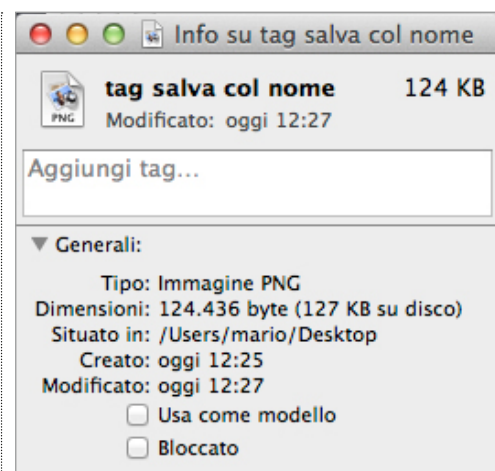 Info su tag salva col nome
tag salva col nome 124 KB
PNG
Modificato: oggi 12:27
Aggiungi tag...
Generali:
Tipo: Immagine PNG
Dimensioni: 124.436 byte (127 KB su disco)
Situato in: /Users/mario/Desktop
Creato: oggi 12:25
Modificato: oggi 12:27
Usa come modello
Bloccato